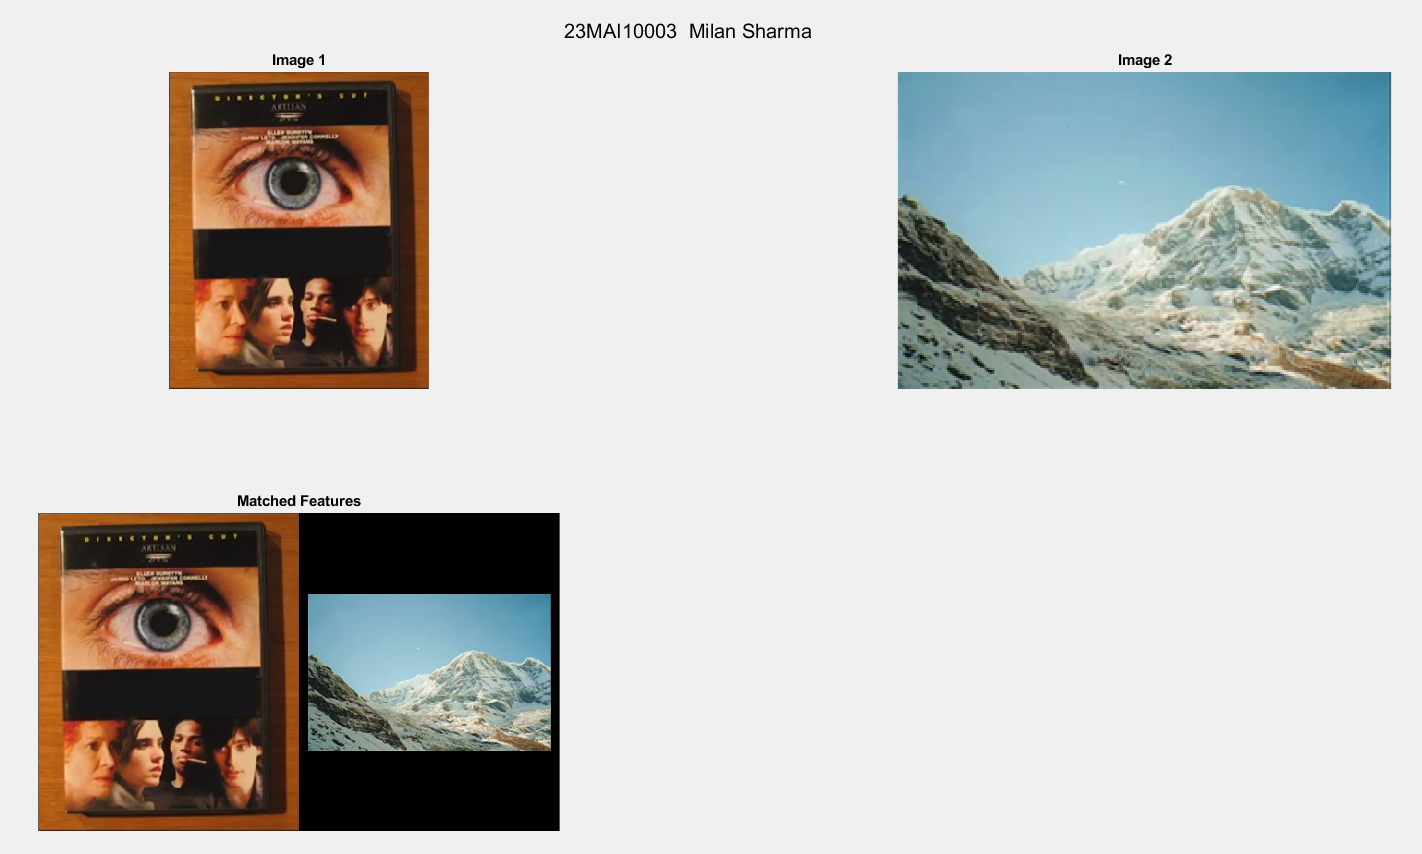 23MAI10003  Milan Sharma
Image 1
Image 2
DIRECTOR'S CUT
ARTISAN
ELLEN BURSTYN
JARED LETO  JENNIFER CONNELLY
MARLON WAYANS
Matched Features
DIRECTOR'S CUT
ARTISAN
ELLEN BURSTYN
JARED LETO  JENNIFER CONNELLY
MARLON WAYANS